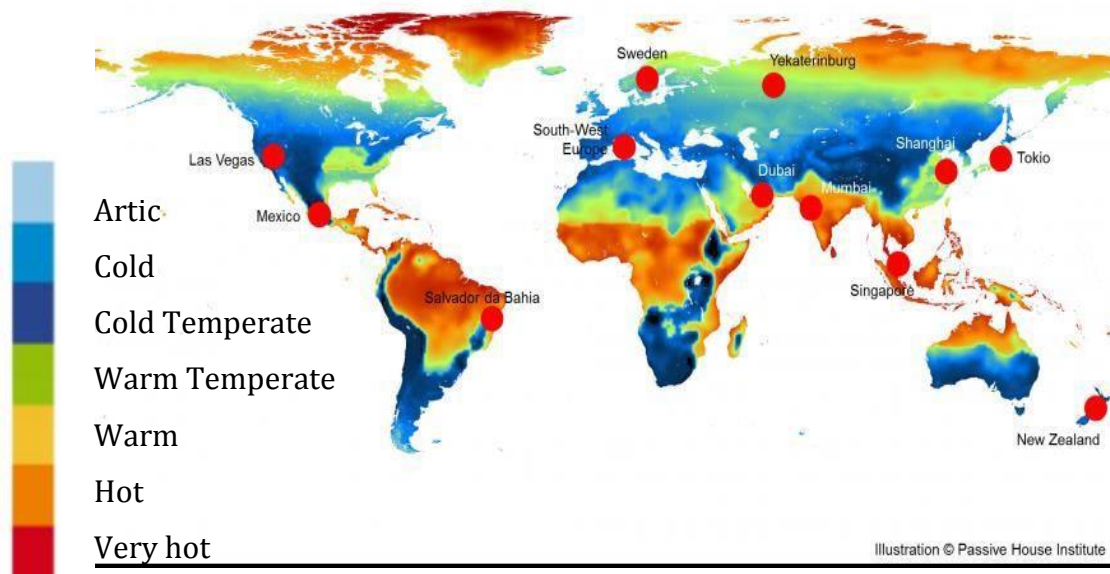 Sweden
Yekaterinburg
South-West
Europe
Las Vegas
Shanghai
Tokio
Dubai
Mumbai
Mexico
Singapore
Salvador da Bahia
New Zealand
Artic
Cold
Cold Temperate
Warm Temperate
Warm
Hot
Very hot
Illustration © Passive House Institute